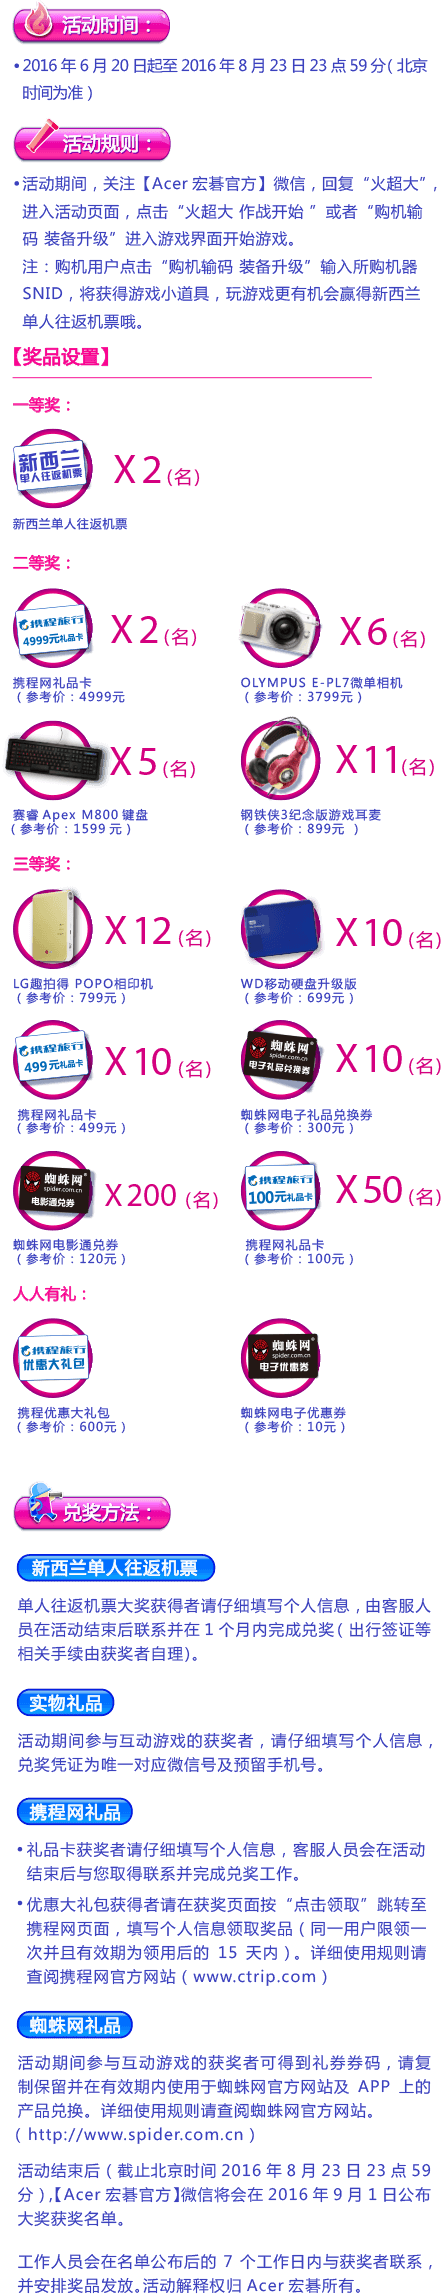 活动时间：
•2016 年 6 月 20 日起至 2016 年 8 月 23 日 23 点 59 分( 北京
时间为准 )
活动规则：
•活动期间，关注【Acer 宏碁官方】微信，回复“火超大”，
进入活动页面，点击“火超大 作战开始 ”或者“购机输
码 装备升级”进入游戏界面开始游戏。
注：购机用户点击“购机输码 装备升级”输入所购机器
SNID，将获得游戏小道具，玩游戏更有机会赢得新西兰
单人往返机票哦。
【奖品设置】
一等奖：
新西兰
单人往返机票
X 2 (名)
新西兰单人往返机票
二等奖：
携程旅行
4999元礼品卡
X 2 (名)
X 6 (名)
携程网礼品卡
（参考价：4999元
OLYMPUS E-PL7微单相机
（参考价：3799元）
X 5 (名)
X 11 (名)
赛睿 Apex M800 键盘
（参考价：1599 元）
钢铁侠3纪念版游戏耳麦
（参考价：899元 ）
三等奖：
X 12 (名)
X 10 (名)
LG趣拍得 POPO相印机
（参考价：799元）
WD移动硬盘升级版
（参考价：699元）
携程旅行
499元礼品卡
X 10 (名)
蜘蛛网
spider.com.cn
电子礼品兑换券
X 10 (名)
携程网礼品卡
（参考价：499元）
蜘蛛网电子礼品兑换券
（参考价：300元）
蜘蛛网
spider.com.cn
电影通兑券
X 200 (名)
携程旅行
100元礼品卡
X 50 (名)
蜘蛛网电影通兑券
（参考价：120元）
携程网礼品卡
（参考价：100元）
人人有礼：
携程旅行
优惠大礼包
蜘蛛网
spider.com.cn
电子优惠券
携程优惠大礼包
（参考价：600元）
蜘蛛网电子优惠券
（参考价：10元）
兑奖方法：
新西兰单人往返机票
单人往返机票大奖获得者请仔细填写个人信息，由客服人
员在活动结束后联系并在 1 个月内完成兑奖（ 出行签证等
相关手续由获奖者自理)。
实物礼品
活动期间参与互动游戏的获奖者，请仔细填写个人信息，
兑奖凭证为唯一对应微信号及预留手机号。
携程网礼品
•礼品卡获奖者请仔细填写个人信息，客服人员会在活动
结束后与您取得联系并完成兑奖工作。
•优惠大礼包获得者请在获奖页面按“点击领取”跳转至
携程网页面，填写个人信息领取奖品（同一用户限领一
次并且有效期为领用后的 15 天内）。详细使用规则请
查阅携程网官方网站（www.ctrip.com）
蜘蛛网礼品
活动期间参与互动游戏的获奖者可得到礼券券码，请复
制保留并在有效期内使用于蜘蛛网官方网站及 APP 上的
产品兑换。详细使用规则请查阅蜘蛛网官方网站。
（http://www.spider.com.cn）
活动结束后（截止北京时间 2016 年 8 月 23 日 23 点 59
分）,【Acer 宏碁官方】微信将会在 2016 年 9 月 1 日公布
大奖获奖名单。
工作人员会在名单公布后的 7 个工作日内与获奖者联系，
并安排奖品发放。活动解释权归 Acer 宏碁所有。